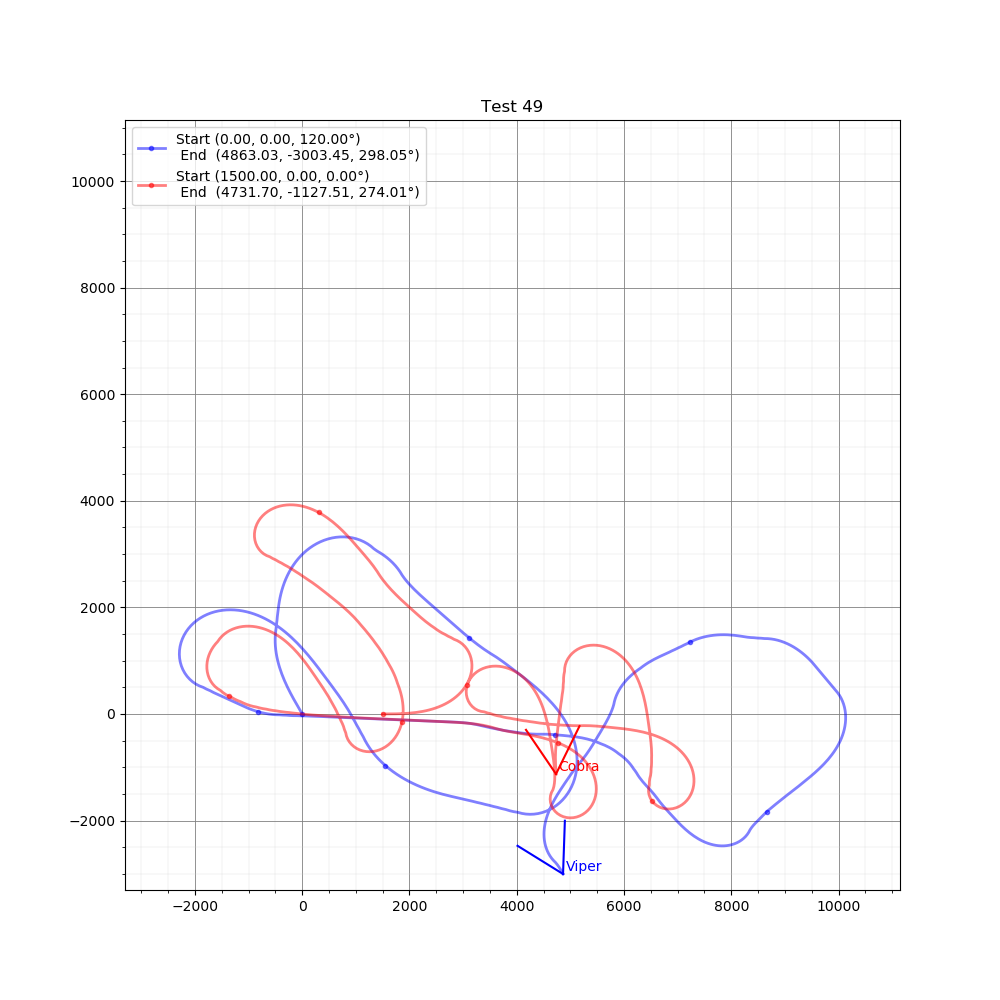 Test 49
Start (0.00, 0.00, 120.00°)
End  (4863.03, -3003.45, 298.05°)
Start (1500.00, 0.00, 0.00°)
End  (4731.70, -1127.51, 274.01°)
10000
8000
6000
4000
2000
0
−2000
Cobra
Viper
−2000 0 2000 4000 6000 8000 10000